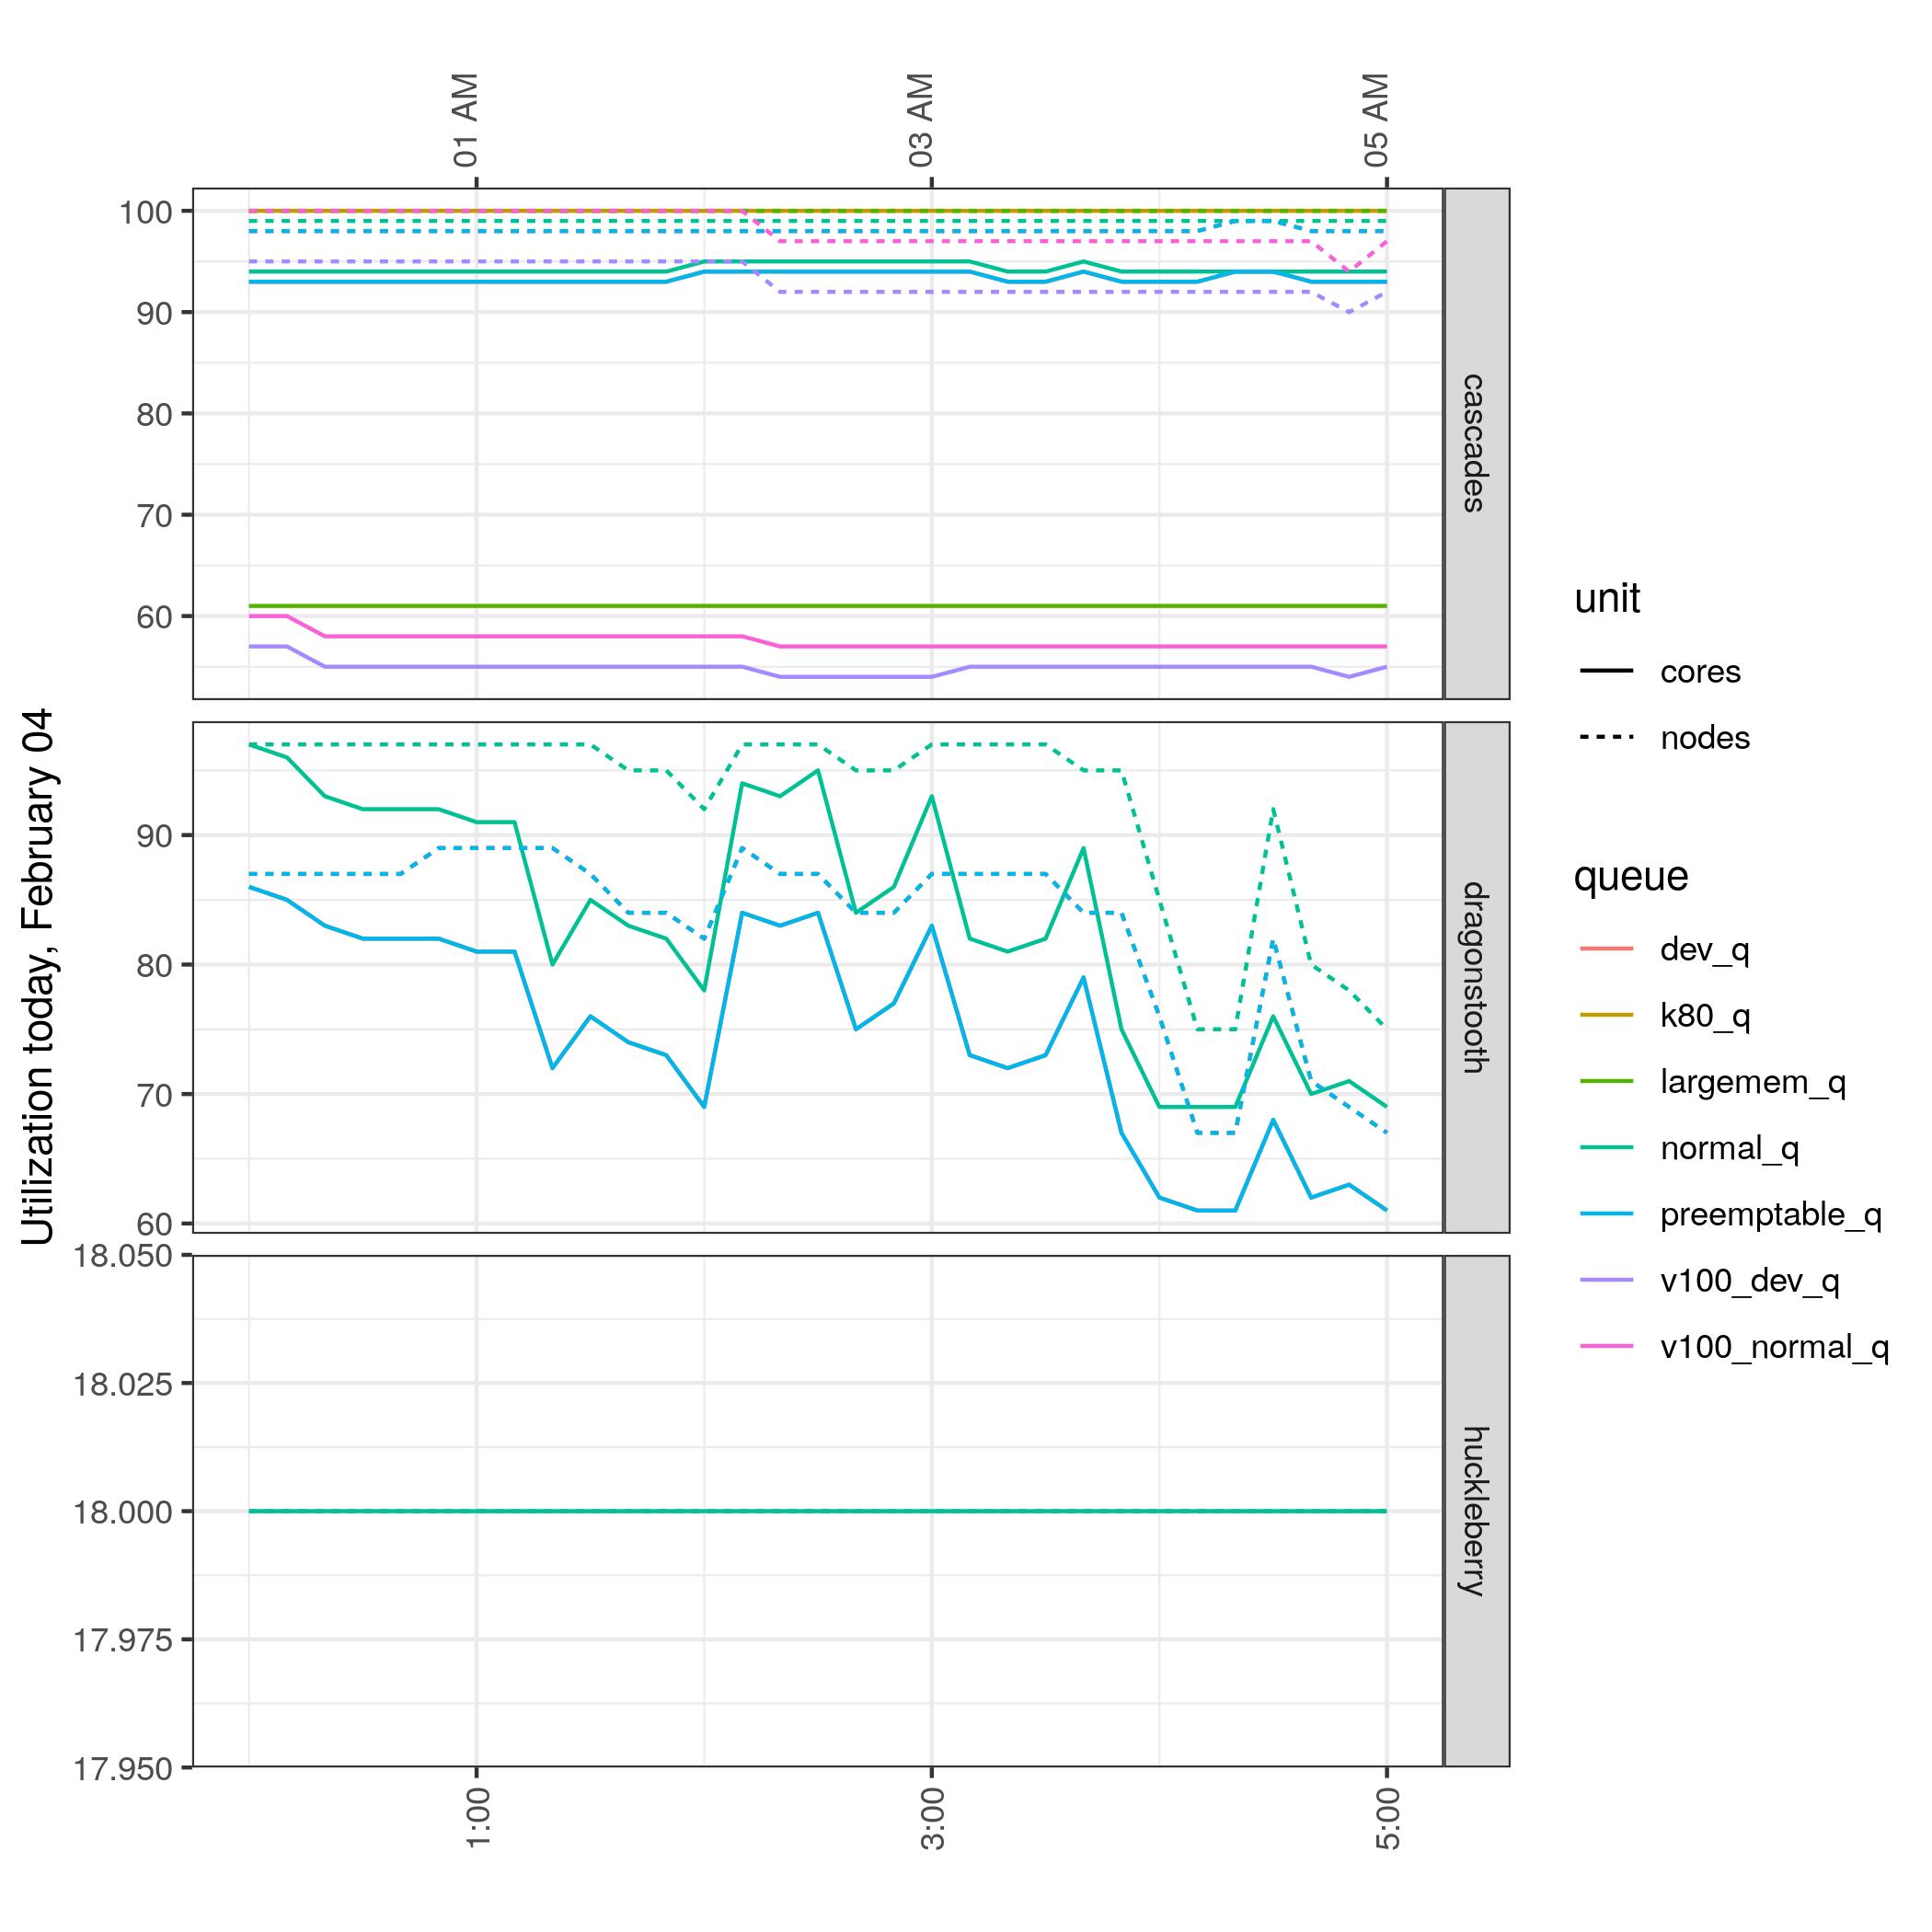 01 AM
03 AM
05 AM
Utilization today, February 04
100
90
80
70
60
cascades
90
80
70
60
dragonstooth
18.050
18.025
18.000
17.975
17.950
huckleberry
1:00
3:00
5:00
unit
cores
nodes
queue
dev_q
k80_q
largemem_q
normal_q
preemptable_q
v100_dev_q
v100_normal_q